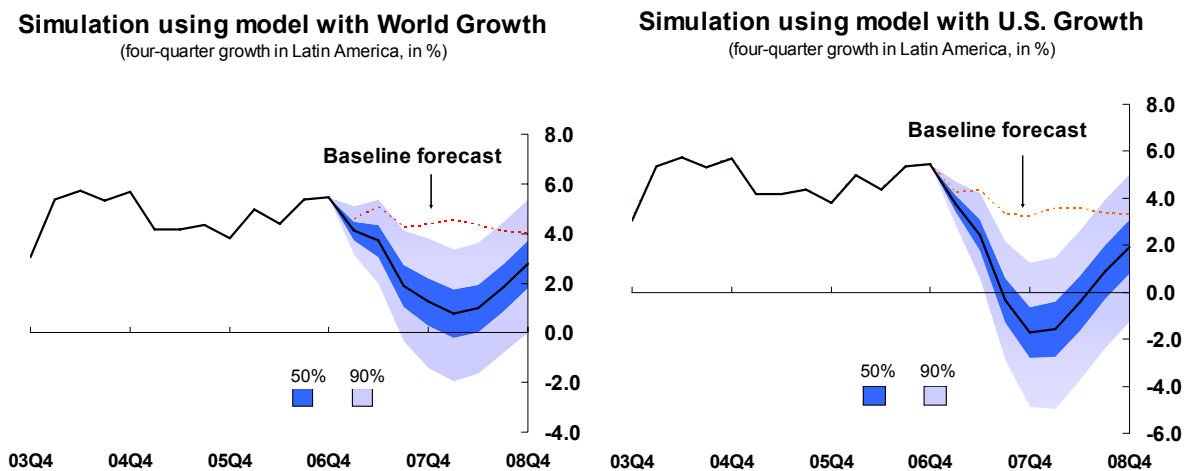 Simulation using model with World Growth
(four-quarter growth in Latin America, in %)
8.0
Baseline forecast
6.0
4.0
2.0
0.0
50% 90%
-2.0
-4.0
03Q4 04Q4 05Q4 06Q4 07Q4 08Q4
Simulation using model with U.S. Growth
(four-quarter growth in Latin America, in %)
8.0
Baseline forecast
6.0
4.0
2.0
0.0
-2.0
50% 90%
-4.0
-6.0
03Q4 04Q4 05Q4 06Q4 07Q4 08Q4